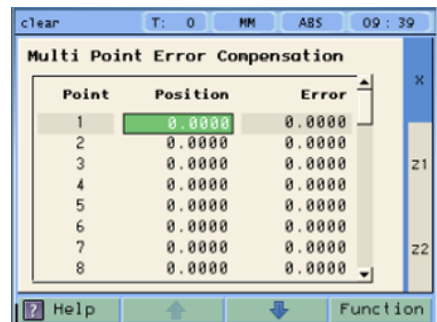 clear T: 0 MM ABS 09:39
Multi Point Error Compensation
Point Position Error
1 0.0000 0.0000
2 0.0000 0.0000
3 0.0000 0.0000
4 0.0000 0.0000
5 0.0000 0.0000
6 0.0000 0.0000
7 0.0000 0.0000
8 0.0000 0.0000
X
Z1
Z2
? Help Function